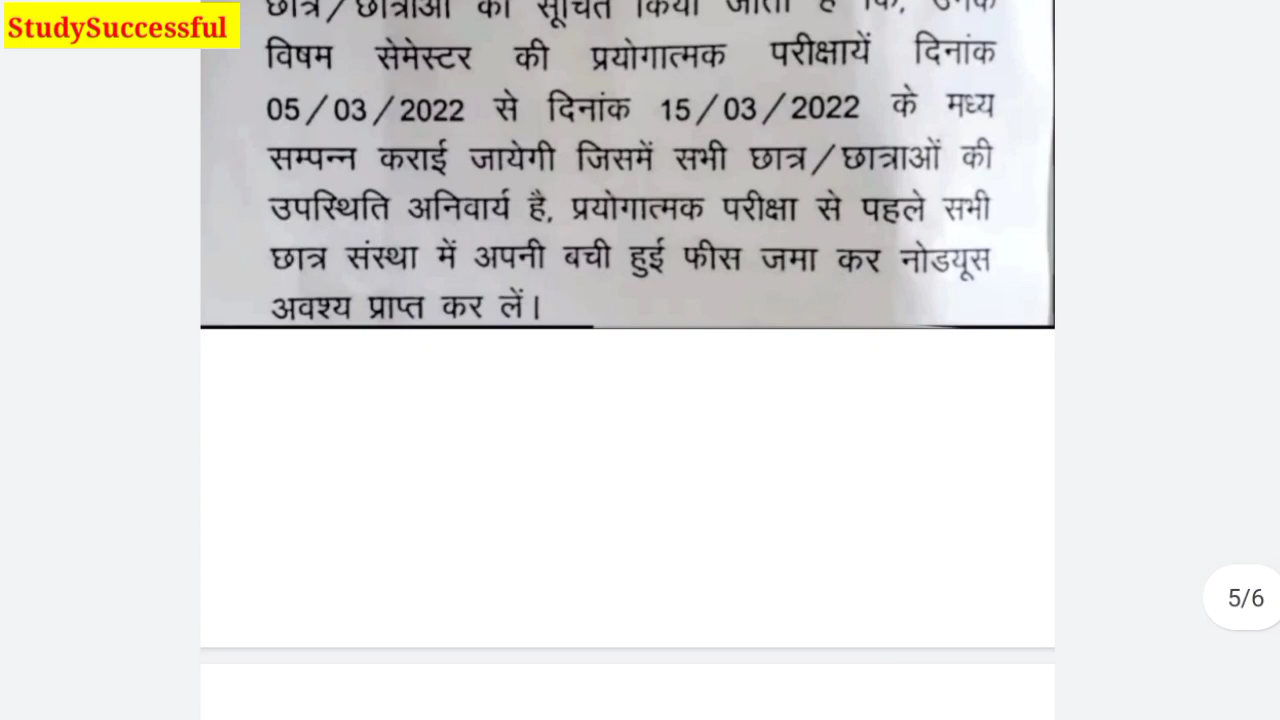 StudySuccessful
छात्र/छात्राओं को सूचित किया जाता है कि, उनके
विषम सेमेस्टर की प्रयोगात्मक परीक्षायें दिनांक
05/03/2022 से दिनांक 15/03/2022 के मध्य
सम्पन्न कराई जायेगी जिसमें सभी छात्र/छात्राओं की
उपस्थिति अनिवार्य है, प्रयोगात्मक परीक्षा से पहले सभी
छात्र संस्था में अपनी बची हुई फीस जमा कर नोडयूस
अवश्य प्राप्त कर लें।
5/6